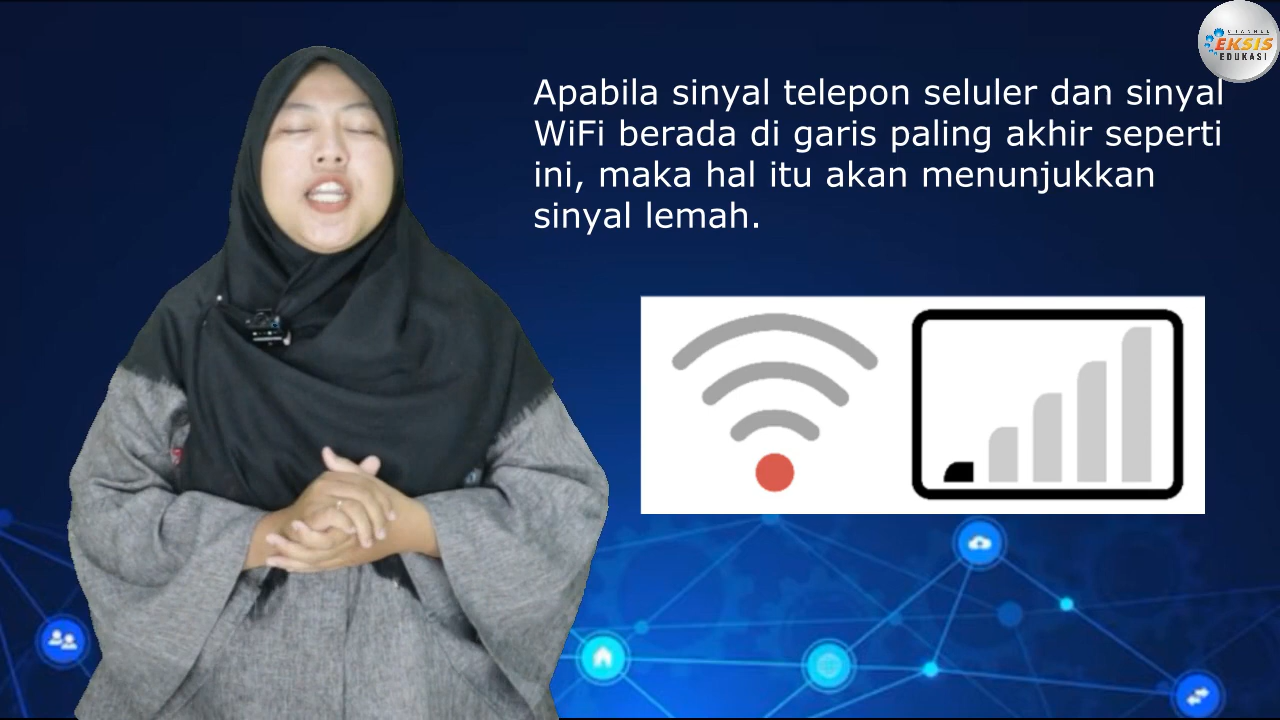 CHANNEL
EKSIS
EDUKASI
Apabila sinyal telepon seluler dan sinyal
WiFi berada di garis paling akhir seperti
ini, maka hal itu akan menunjukkan
sinyal lemah.